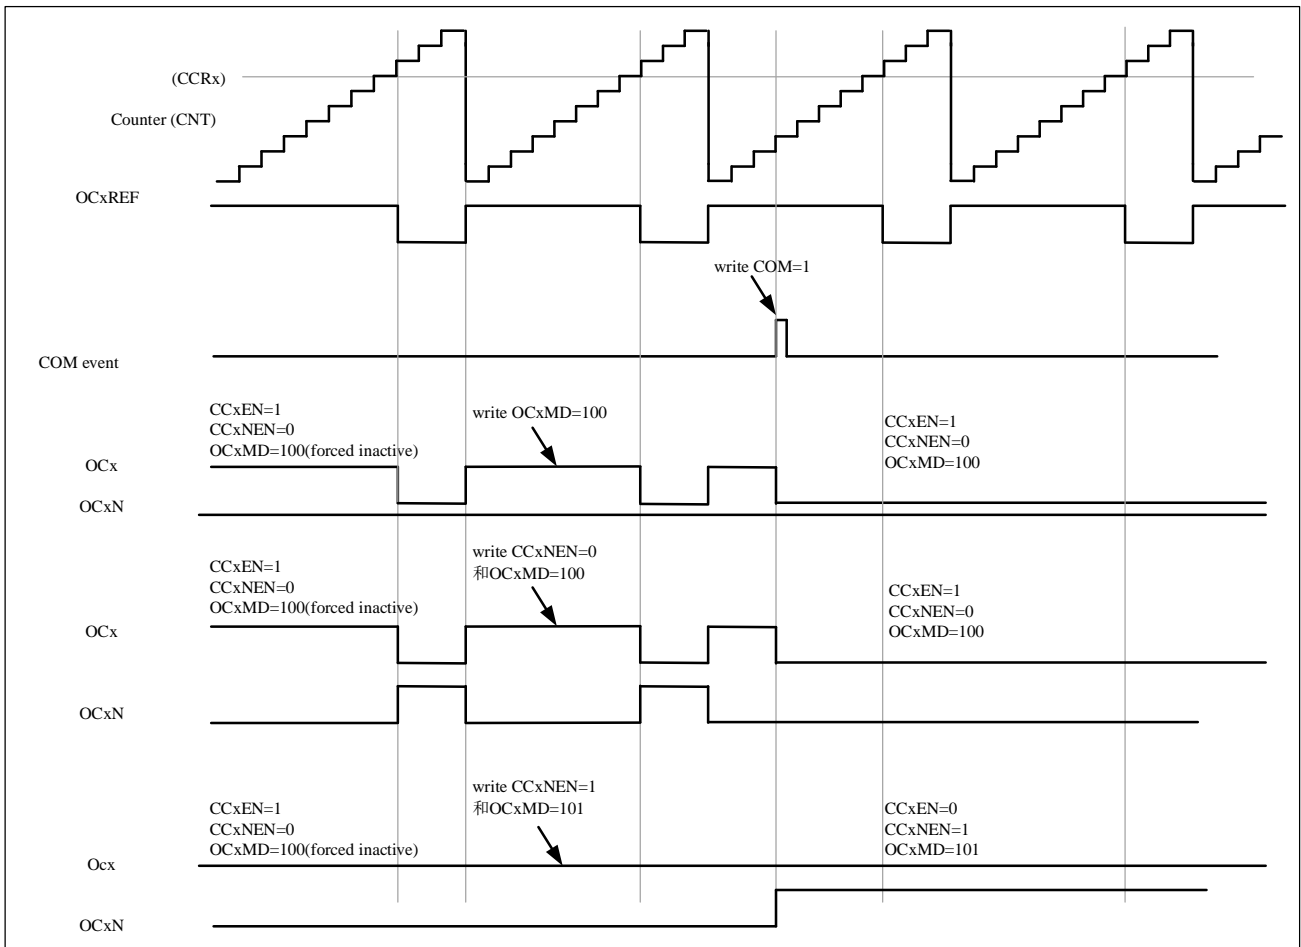 (CCRx)
Counter (CNT)
OCxREF
write COM=1
COM event
CCxEN=1
CCxNEN=0
OCxMD=100(forced inactive)
write OCxMD=100
CCxEN=1
CCxNEN=0
OCxMD=100
OCx
OCxN
CCxEN=1
CCxNEN=0
OCxMD=100(forced inactive)
write CCxNEN=0
和OCxMD=100
CCxEN=1
CCxNEN=0
OCxMD=100
OCx
OCxN
CCxEN=1
CCxNEN=0
OCxMD=100(forced inactive)
write CCxNEN=1
和OCxMD=101
CCxEN=0
CCxNEN=1
OCxMD=101
Ocx
OCxN